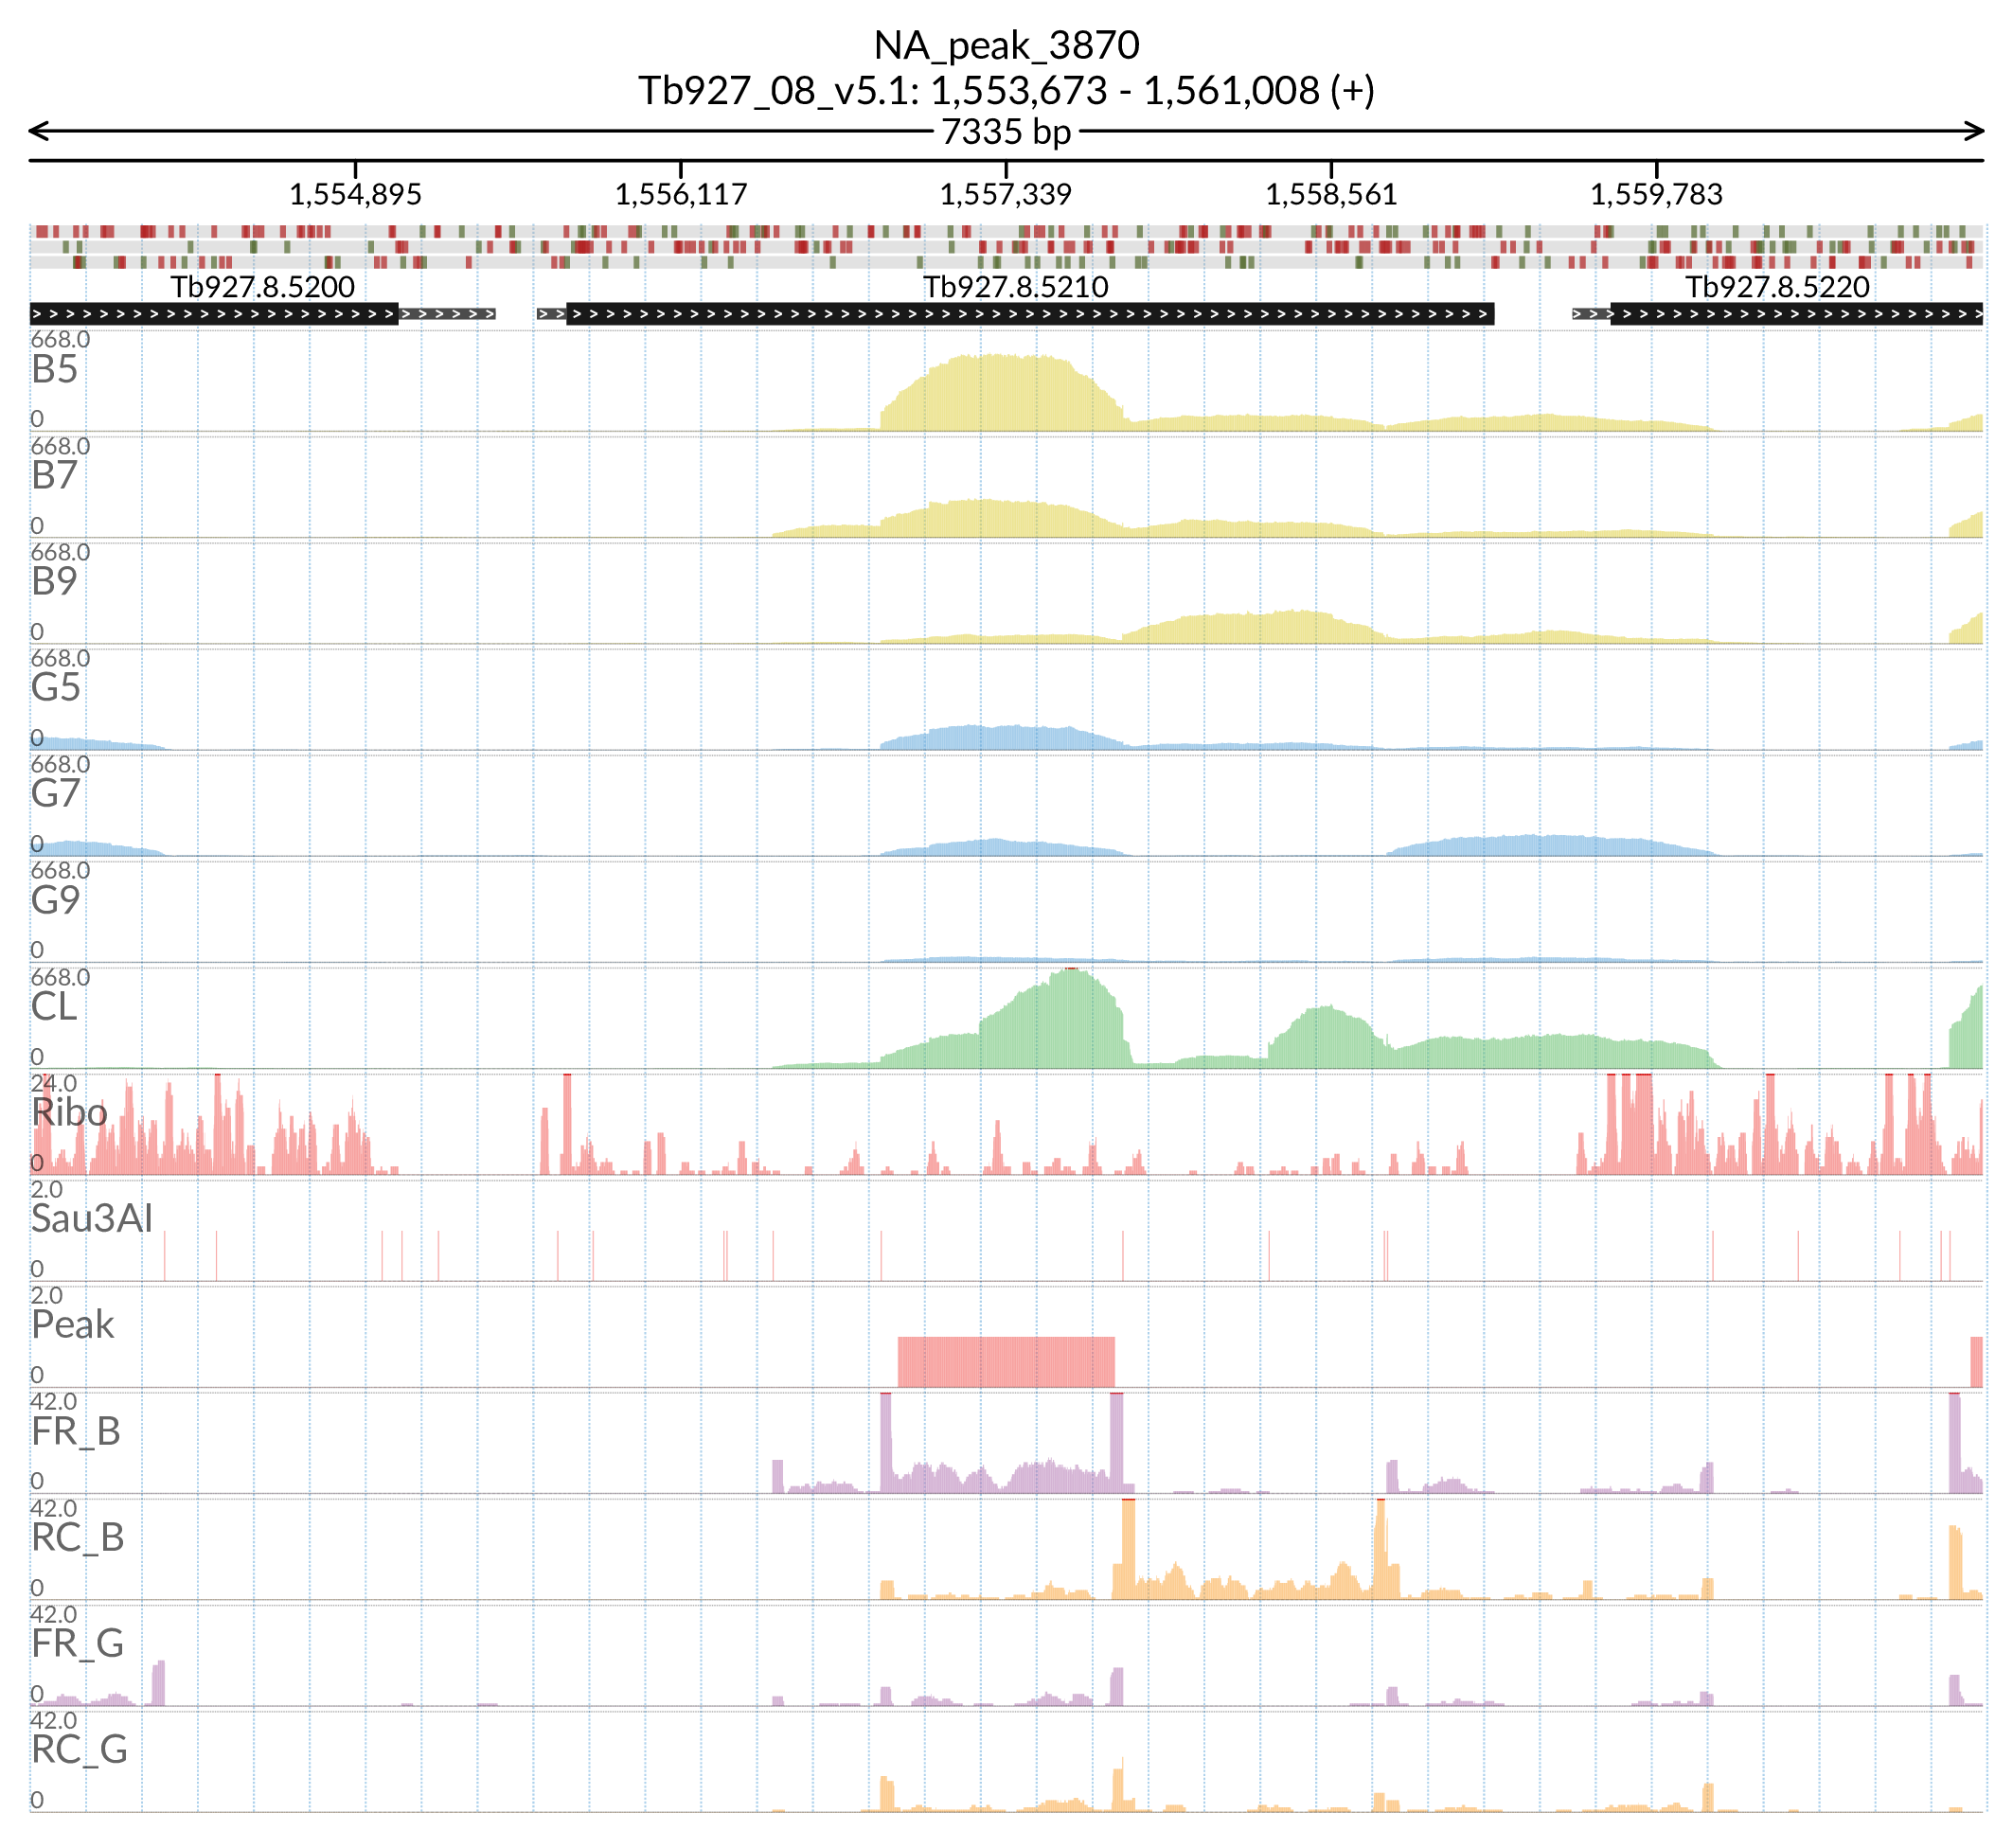 NA_peak_3870
Tb927_08_v5.1: 1,553,673 - 1,561,008 (+)
7335 bp
1,554,895 1,556,117 1,557,339 1,558,561 1,559,783
Tb927.8.5200 Tb927.8.5210 Tb927.8.5220
668.0
B5
0
668.0
B7
0
668.0
B9
0
668.0
G5
0
668.0
G7
0
668.0
G9
0
668.0
CL
0
24.0
Ribo
0
2.0
Sau3AI
0
2.0
Peak
0
42.0
FR_B
0
42.0
RC_B
0
42.0
FR_G
0
42.0
RC_G
0